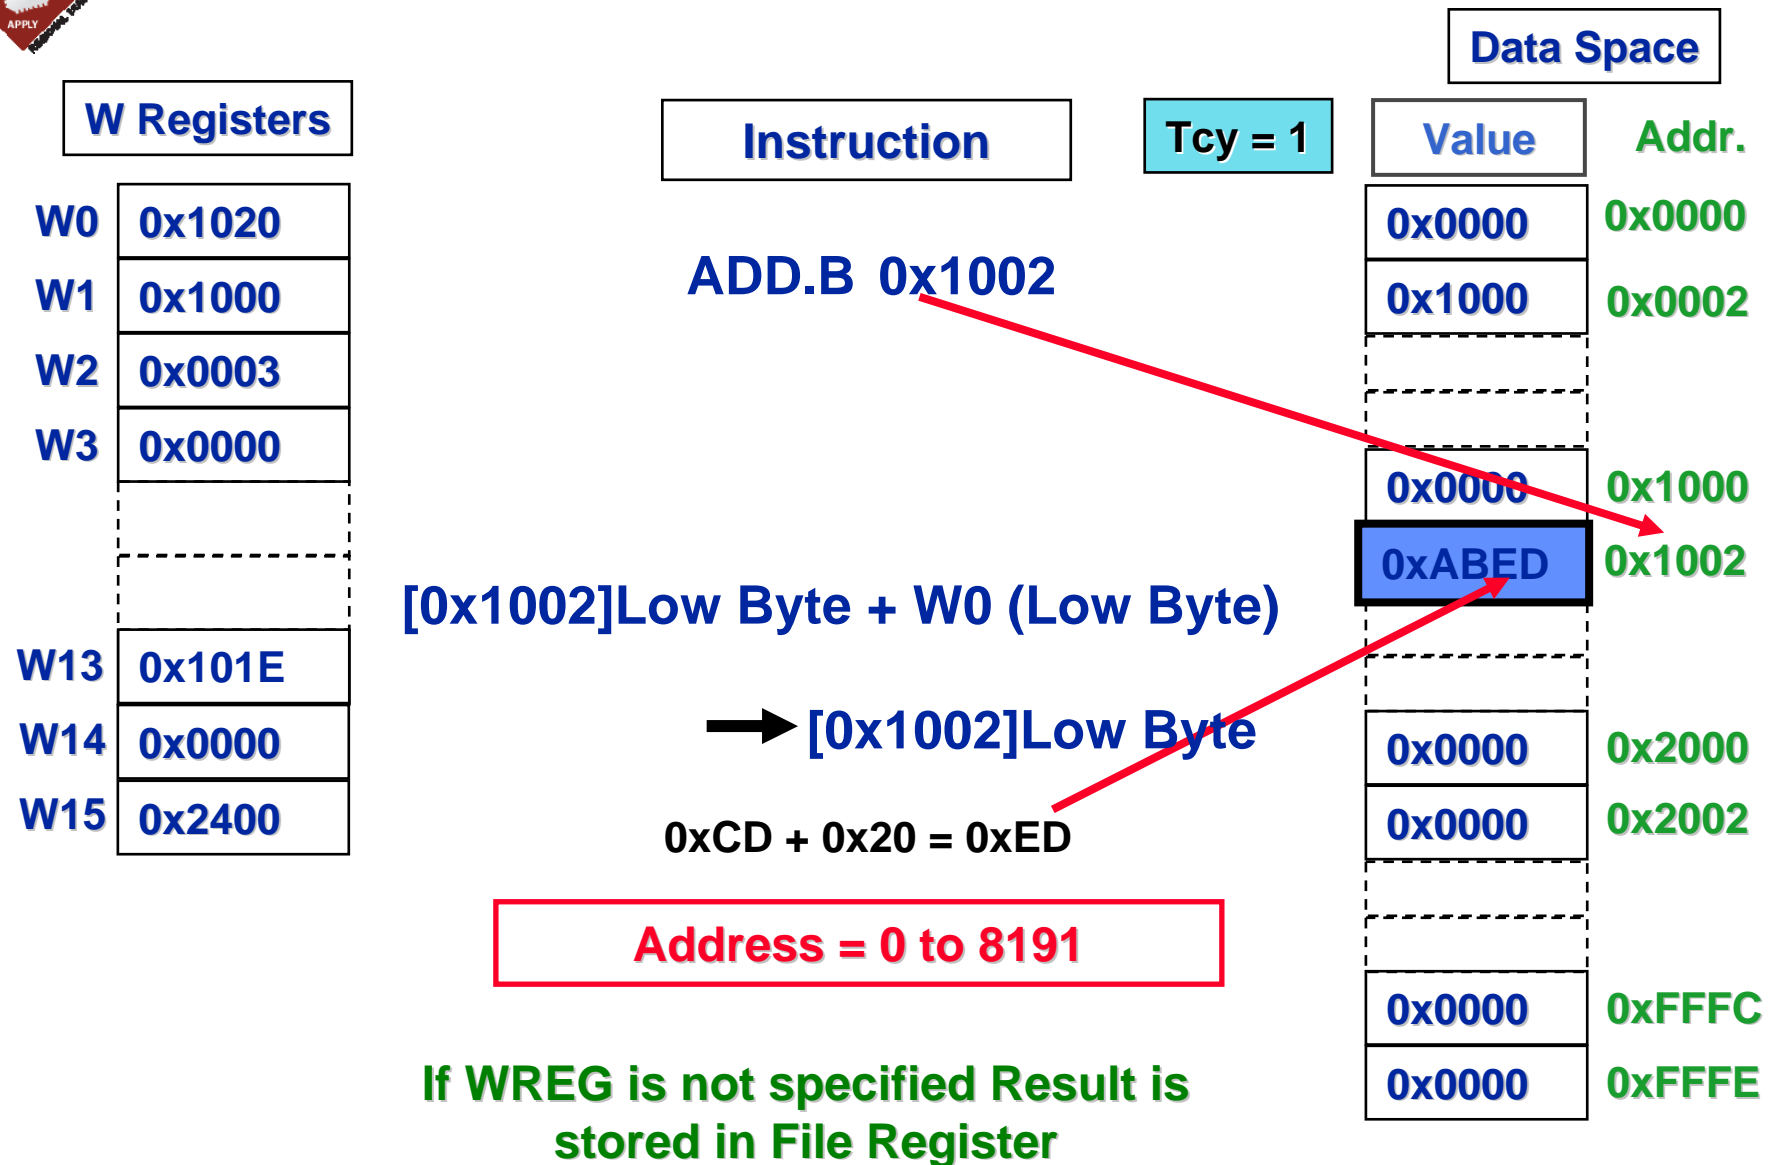 APPLY
Data Space
W Registers
Instruction
Tcy = 1
Value
Addr.
W0 0x1020
0x0000 0x0000
ADD.B 0x1002
W1 0x1000
0x1000 0x0002
W2 0x0003
W3 0x0000
0x0000 0x1000
0xABED 0x1002
[0x1002]Low Byte + W0 (Low Byte)
W13 0x101E
[0x1002]Low Byte
W14 0x0000
0x0000 0x2000
W15 0x2400
0x0000 0x2002
0xCD + 0x20 = 0xED
Address = 0 to 8191
0x0000 0xFFFC
If WREG is not specified Result is
0x0000 0xFFFE
stored in File Register